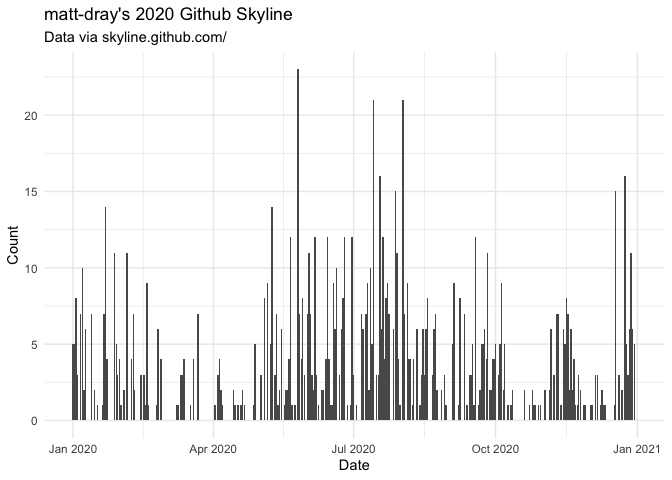 matt-dray's 2020 Github Skyline
Data via skyline.github.com/
Count
20
15
10
5
0
Jan 2020 Apr 2020 Jul 2020 Oct 2020 Jan 2021
Date